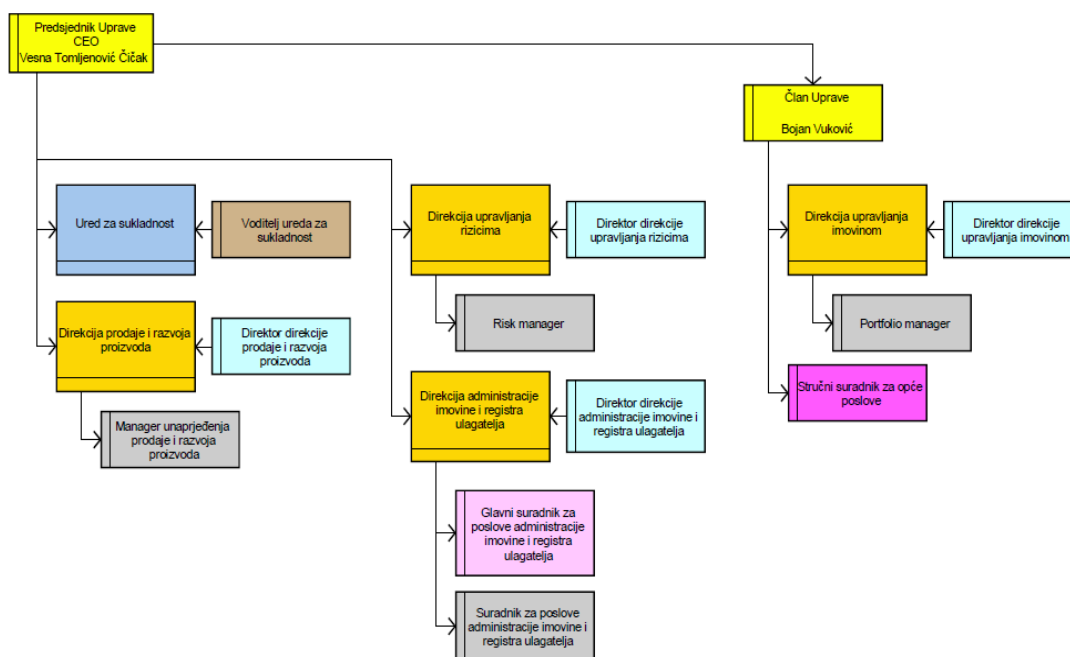 Predsjednik Uprave
CEO
Vesna Tomljenović Čičak
Član Uprave
Bojan Vuković
Ured za sukladnost
Voditelj ureda za
sukladnost
Direkcija upravljanja
rizicima
Direktor direkcije
upravljanja rizicima
Direkcija upravljanja
imovinom
Direktor direkcije
upravljanja imovinom
Risk manager
Portfolio manager
Direkcija prodaje i razvoja
proizvoda
Direktor direkcije
prodaje i razvoja
proizvoda
Stručni suradnik za opće
poslove
Direkcija administracije
imovine i registra
ulagatelja
Direktor direkcije
administracije imovine i
registra ulagatelja
Manager unaprjeđenja
prodaje i razvoja
proizvoda
Glavni suradnik za
poslove administracije
imovine i registra
ulagatelja
Suradnik za poslove
administracije imovine i
registra ulagatelja